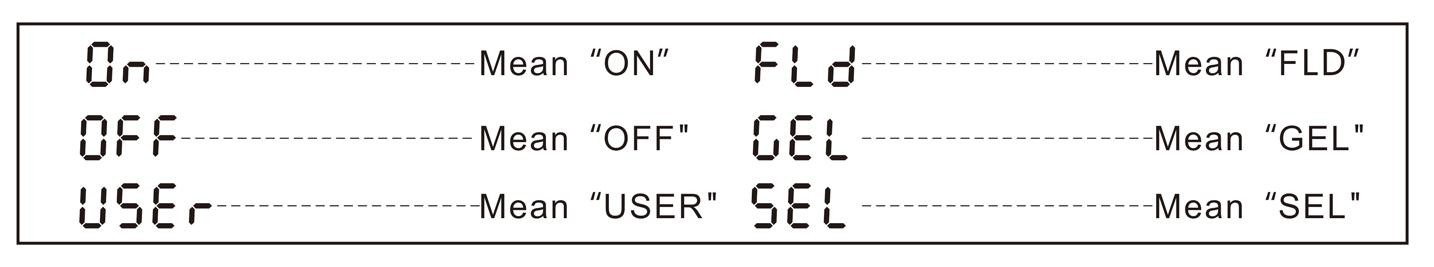 On Mean “ON” FLd Mean “FLD”
OFF Mean “OFF" GEL Mean “GEL"
USEr Mean “USER" SEL Mean “SEL"